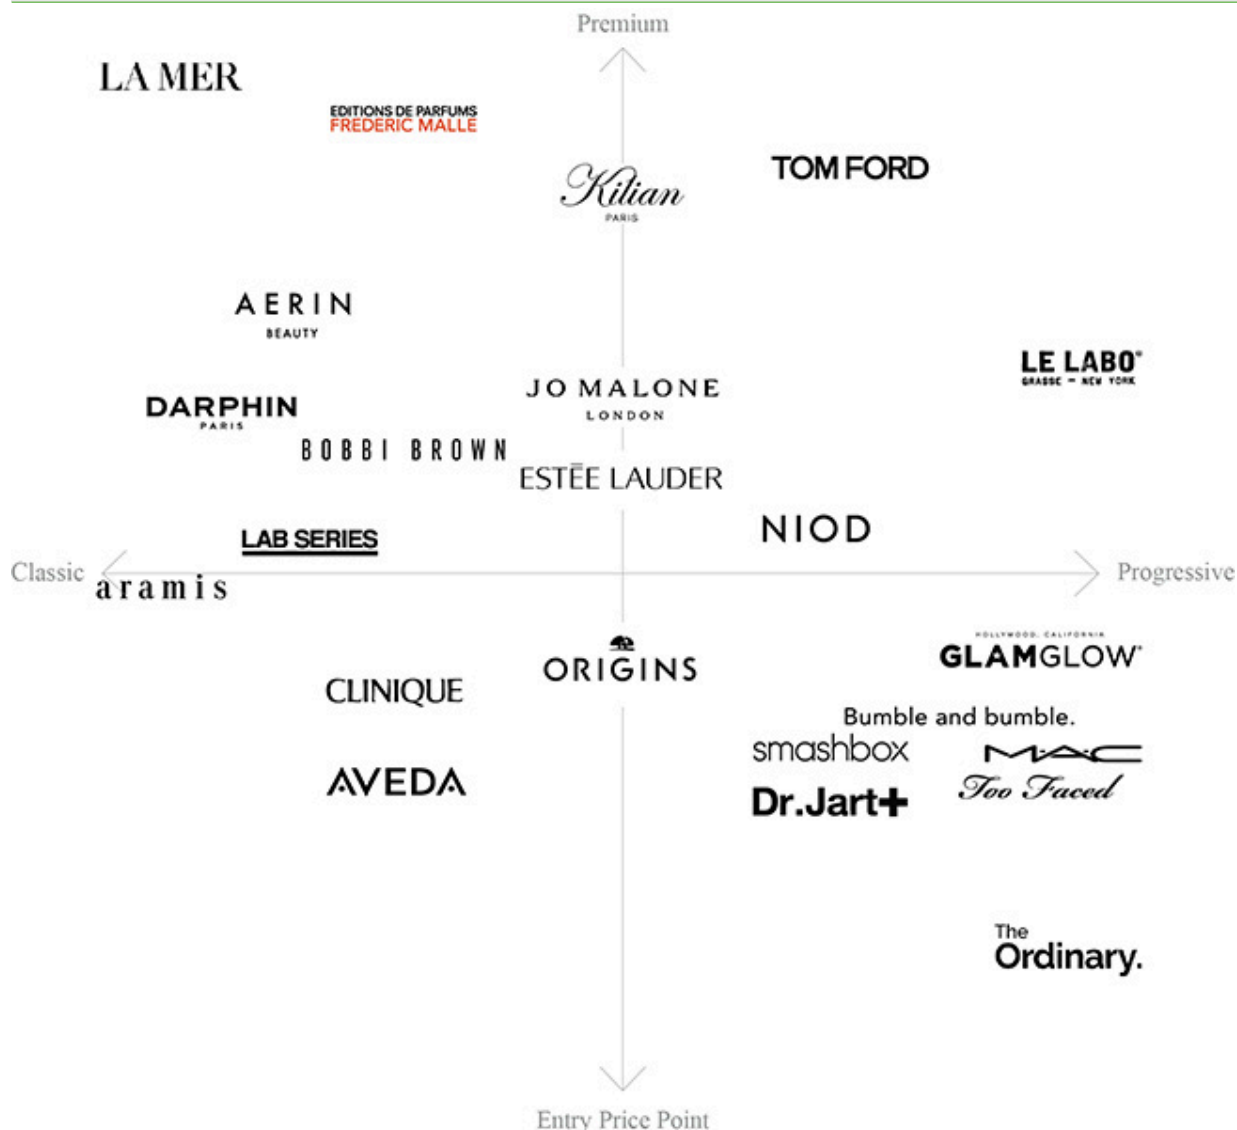 Premium
LA MER
EDITIONS DE PARFUMS
FREDERIC MALLE
TOM FORD
Kilian
PARIS
AERIN
BEAUTY
LE LABO®
GRASSE — NEW YORK
JO MALONE
LONDON
DARPHIN
PARIS
BOBBI BROWN
ESTĒE LAUDER
NIOD
LAB SERIES
Classic
Progressive
aramis
HOLLYWOOD, CALIFORNIA
GLAMGLOW
ORIGINS
CLINIQUE
Bumble and bumble.
smashbox
MAC
AVEDA
Too Faced
Dr.Jart+
The
Ordinary.
Entry Price Point